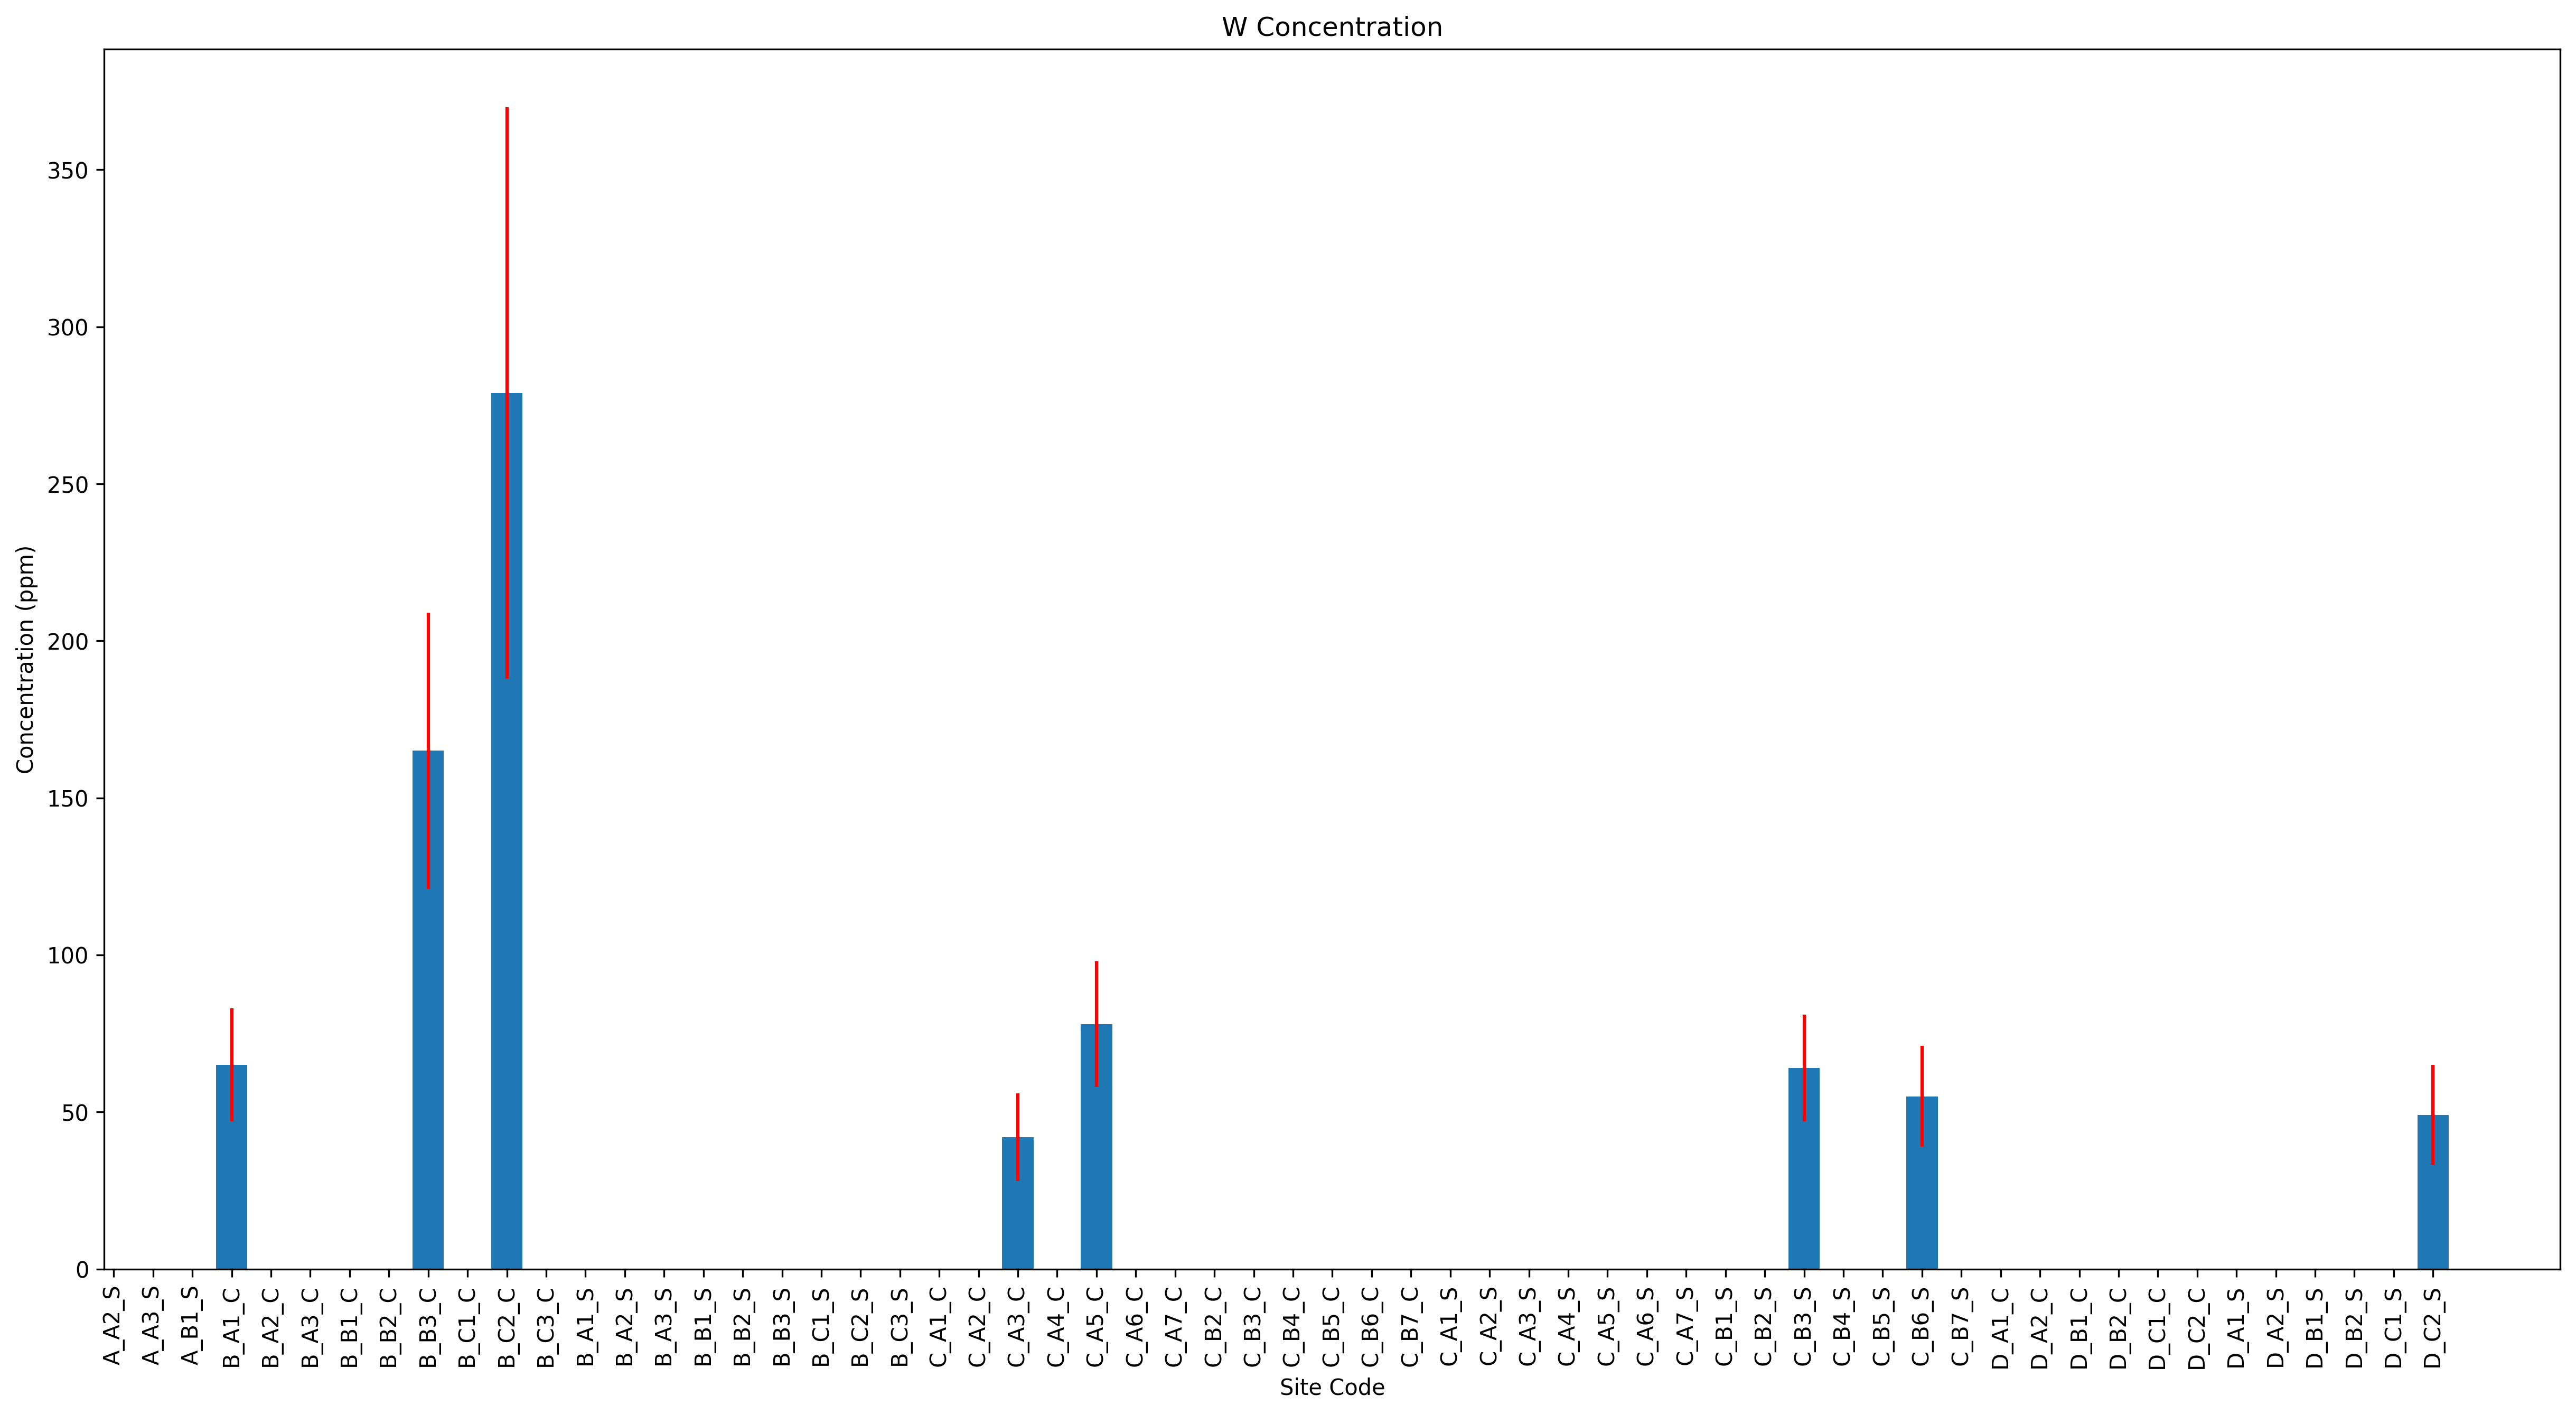 W Concentration
Concentration (ppm)
350
300
250
200
150
100
50
0
A_A2_S
A_A3_S
A_B1_S
B_A1_C
B_A2_C
B_A3_C
B_B1_C
B_B2_C
B_B3_C
B_C1_C
B_C2_C
B_C3_C
B_A1_S
B_A2_S
B_A3_S
B_B1_S
B_B2_S
B_B3_S
B_C1_S
B_C2_S
B_C3_S
C_A1_C
C_A2_C
C_A3_C
C_A4_C
C_A5_C
C_A6_C
C_A7_C
C_B2_C
C_B3_C
C_B4_C
C_B5_C
C_B6_C
C_B7_C
C_A1_S
C_A2_S
C_A3_S
C_A4_S
C_A5_S
C_A6_S
C_A7_S
C_B1_S
C_B2_S
C_B3_S
C_B4_S
C_B5_S
C_B6_S
C_B7_S
D_A1_C
D_A2_C
D_B1_C
D_B2_C
D_C1_C
D_C2_C
D_A1_S
D_A2_S
D_B1_S
D_B2_S
D_C1_S
D_C2_S
Site Code